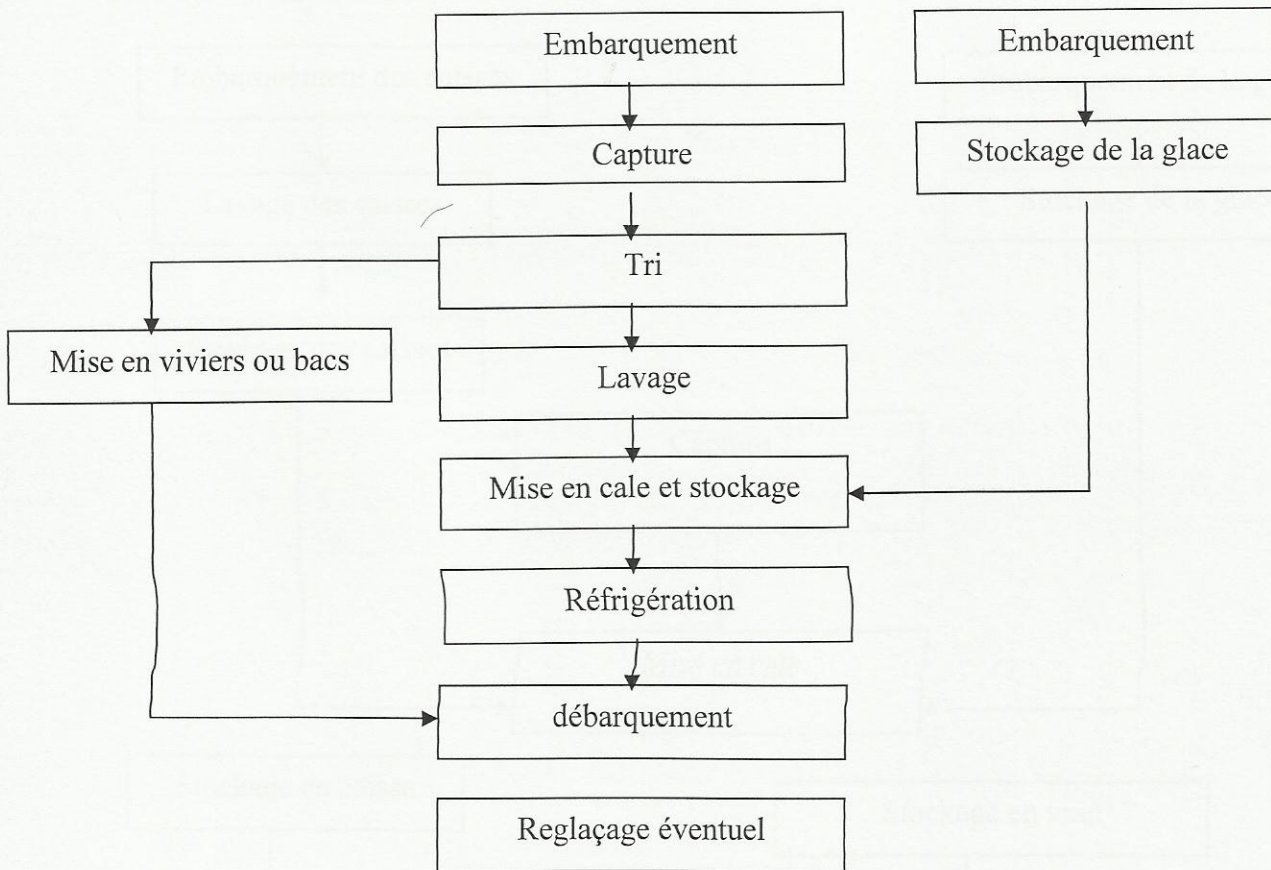 Embarquement
Embarquement
Capture
Stockage de la glace
Tri
Mise en viviers ou bacs
Lavage
Mise en cale et stockage
Réfrigération
débarquement
Reglaçage éventuel